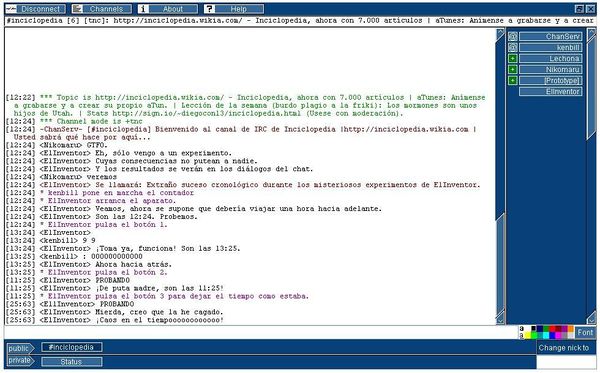 Disconnect Channels About Help
#inciclopedia [6] [tnc]: http://inciclopedia.wikia.com/ - Inciclopedia, ahora con 7.000 artículos | aTunes: Anímense a grabarse y a crear
@ ChanServ
@ kenbill
+ Lechona
+ Nikomaru
+ [Prototype]
ElInventor
[12:22] *** Topic is http://inciclopedia.wikia.com/ - Inciclopedia, ahora con 7.000 artículos | aTunes: Anímense
a grabarse y a crear su propio aTun. | Lección de la semana (burdo plagio a la friki): Los mormones son unos
hijos de Utah. | Stats http://sign.io/~diegocnl3/inciclopedia.html (Úsese con moderación).
[12:24] *** Channel mode is +tnc
[12:24] -ChanServ- [#inciclopedia] Bienvenido al canal de IRC de Inciclopedia |http://inciclopedia.wikia.com |
Usted sabrá qué hace por aquí...
[12:24] <Nikomaru> GTFO.
[12:24] <ElInventor> Eh, sólo vengo a un experimento.
[12:24] <ElInventor> Cuyas consecuencias no putean a nadie.
[12:24] <ElInventor> Y los resultados se verán en los diálogos del chat.
[12:24] <Nikomaru> veremos
[12:24] <ElInventor> Se llamará: Extraño suceso cronológico durante los misteriosos experimentos de ElInventor.
[12:24] * kenbill pone en marcha el contador
[12:24] * ElInventor arranca el aparato.
[12:24] <ElInventor> Veamos, ahora se supone que debería viajar una hora hacia adelante.
[12:24] <ElInventor> Son las 12:24. Probemos.
[12:24] * ElInventor pulsa el botón 1.
[13:24] <ElInventor>
[13:24] <kenbill> 9 9
[13:24] <ElInventor> ¡Toma ya, funciona! Son las 13:25.
[13:25] <kenbill> : 000000000000
[13:25] <ElInventor> Ahora hacia atrás.
[13:25] * ElInventor pulsa el botón 2.
[11:25] <ElInventor> PROBANDO
[11:25] <ElInventor> ¡De puta madre, son las 11:25!
[11:25] * ElInventor pulsa el botón 3 para dejar el tiempo como estaba.
[25:63] <ElInventor> PROBANDO
[25:63] <ElInventor> Mierda, creo que la he cagado.
[25:63] <ElInventor> ¡Caos en el tiempoooooooooooo!
Font
public #inciclopedia Change nick to
private Status